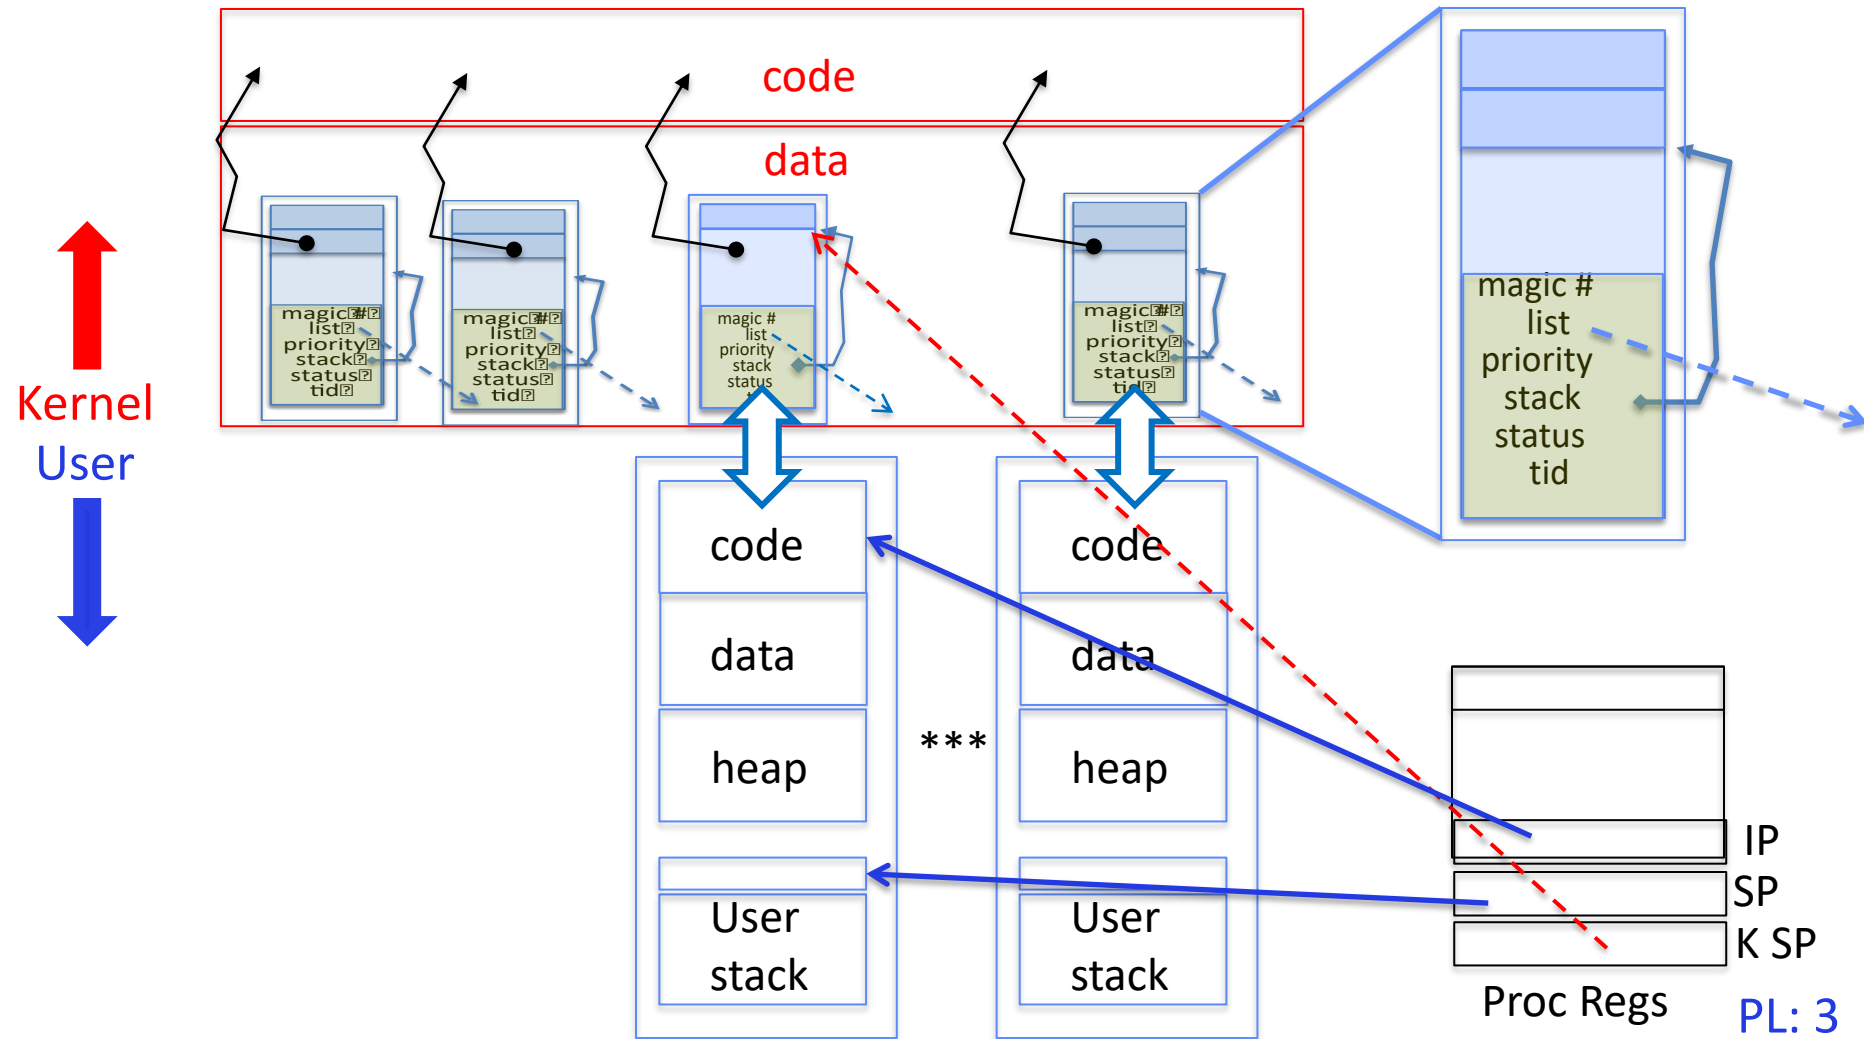 code
data
magic #
list
priority
stack
status
tid
magic #
list
priority
stack
status
tid
magic #
list
priority
stack
status
magic #
list
priority
stack
status
tid
magic #
list
priority
stack
status
tid
Kernel
User
code
data
heap
User
stack
***
code
data
heap
User
stack
IP
SP
K SP
Proc Regs
PL: 3